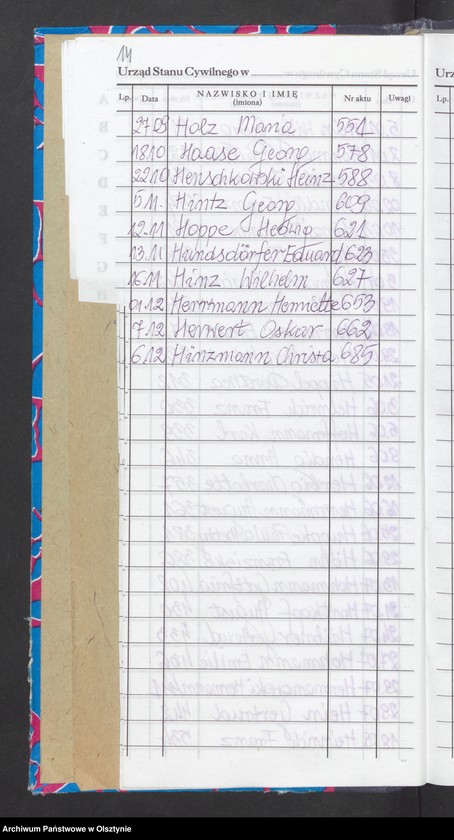 14
Urząd Stanu Cywilnego w
Lp. Data NAZWISKO I IMIĘ (imiona) Nr aktu Uwagi
27.09 Holz Maria 551
18.10 Haase Georg 578
22.10 Henschkowski Heinz 588
5.11. Hintz Georg 609
12.11 Hoppe Hedwig 621
13.11 Heindsdörfer Eduard 623
16.11 Hinz Wilhelm 627
01.12 Herrmann Henriette 653
7.12 Herwert Oskar 662
6.12 Hinzmann Christa 685
Urz
Lp.
Archiwum Państwowe w Olsztynie